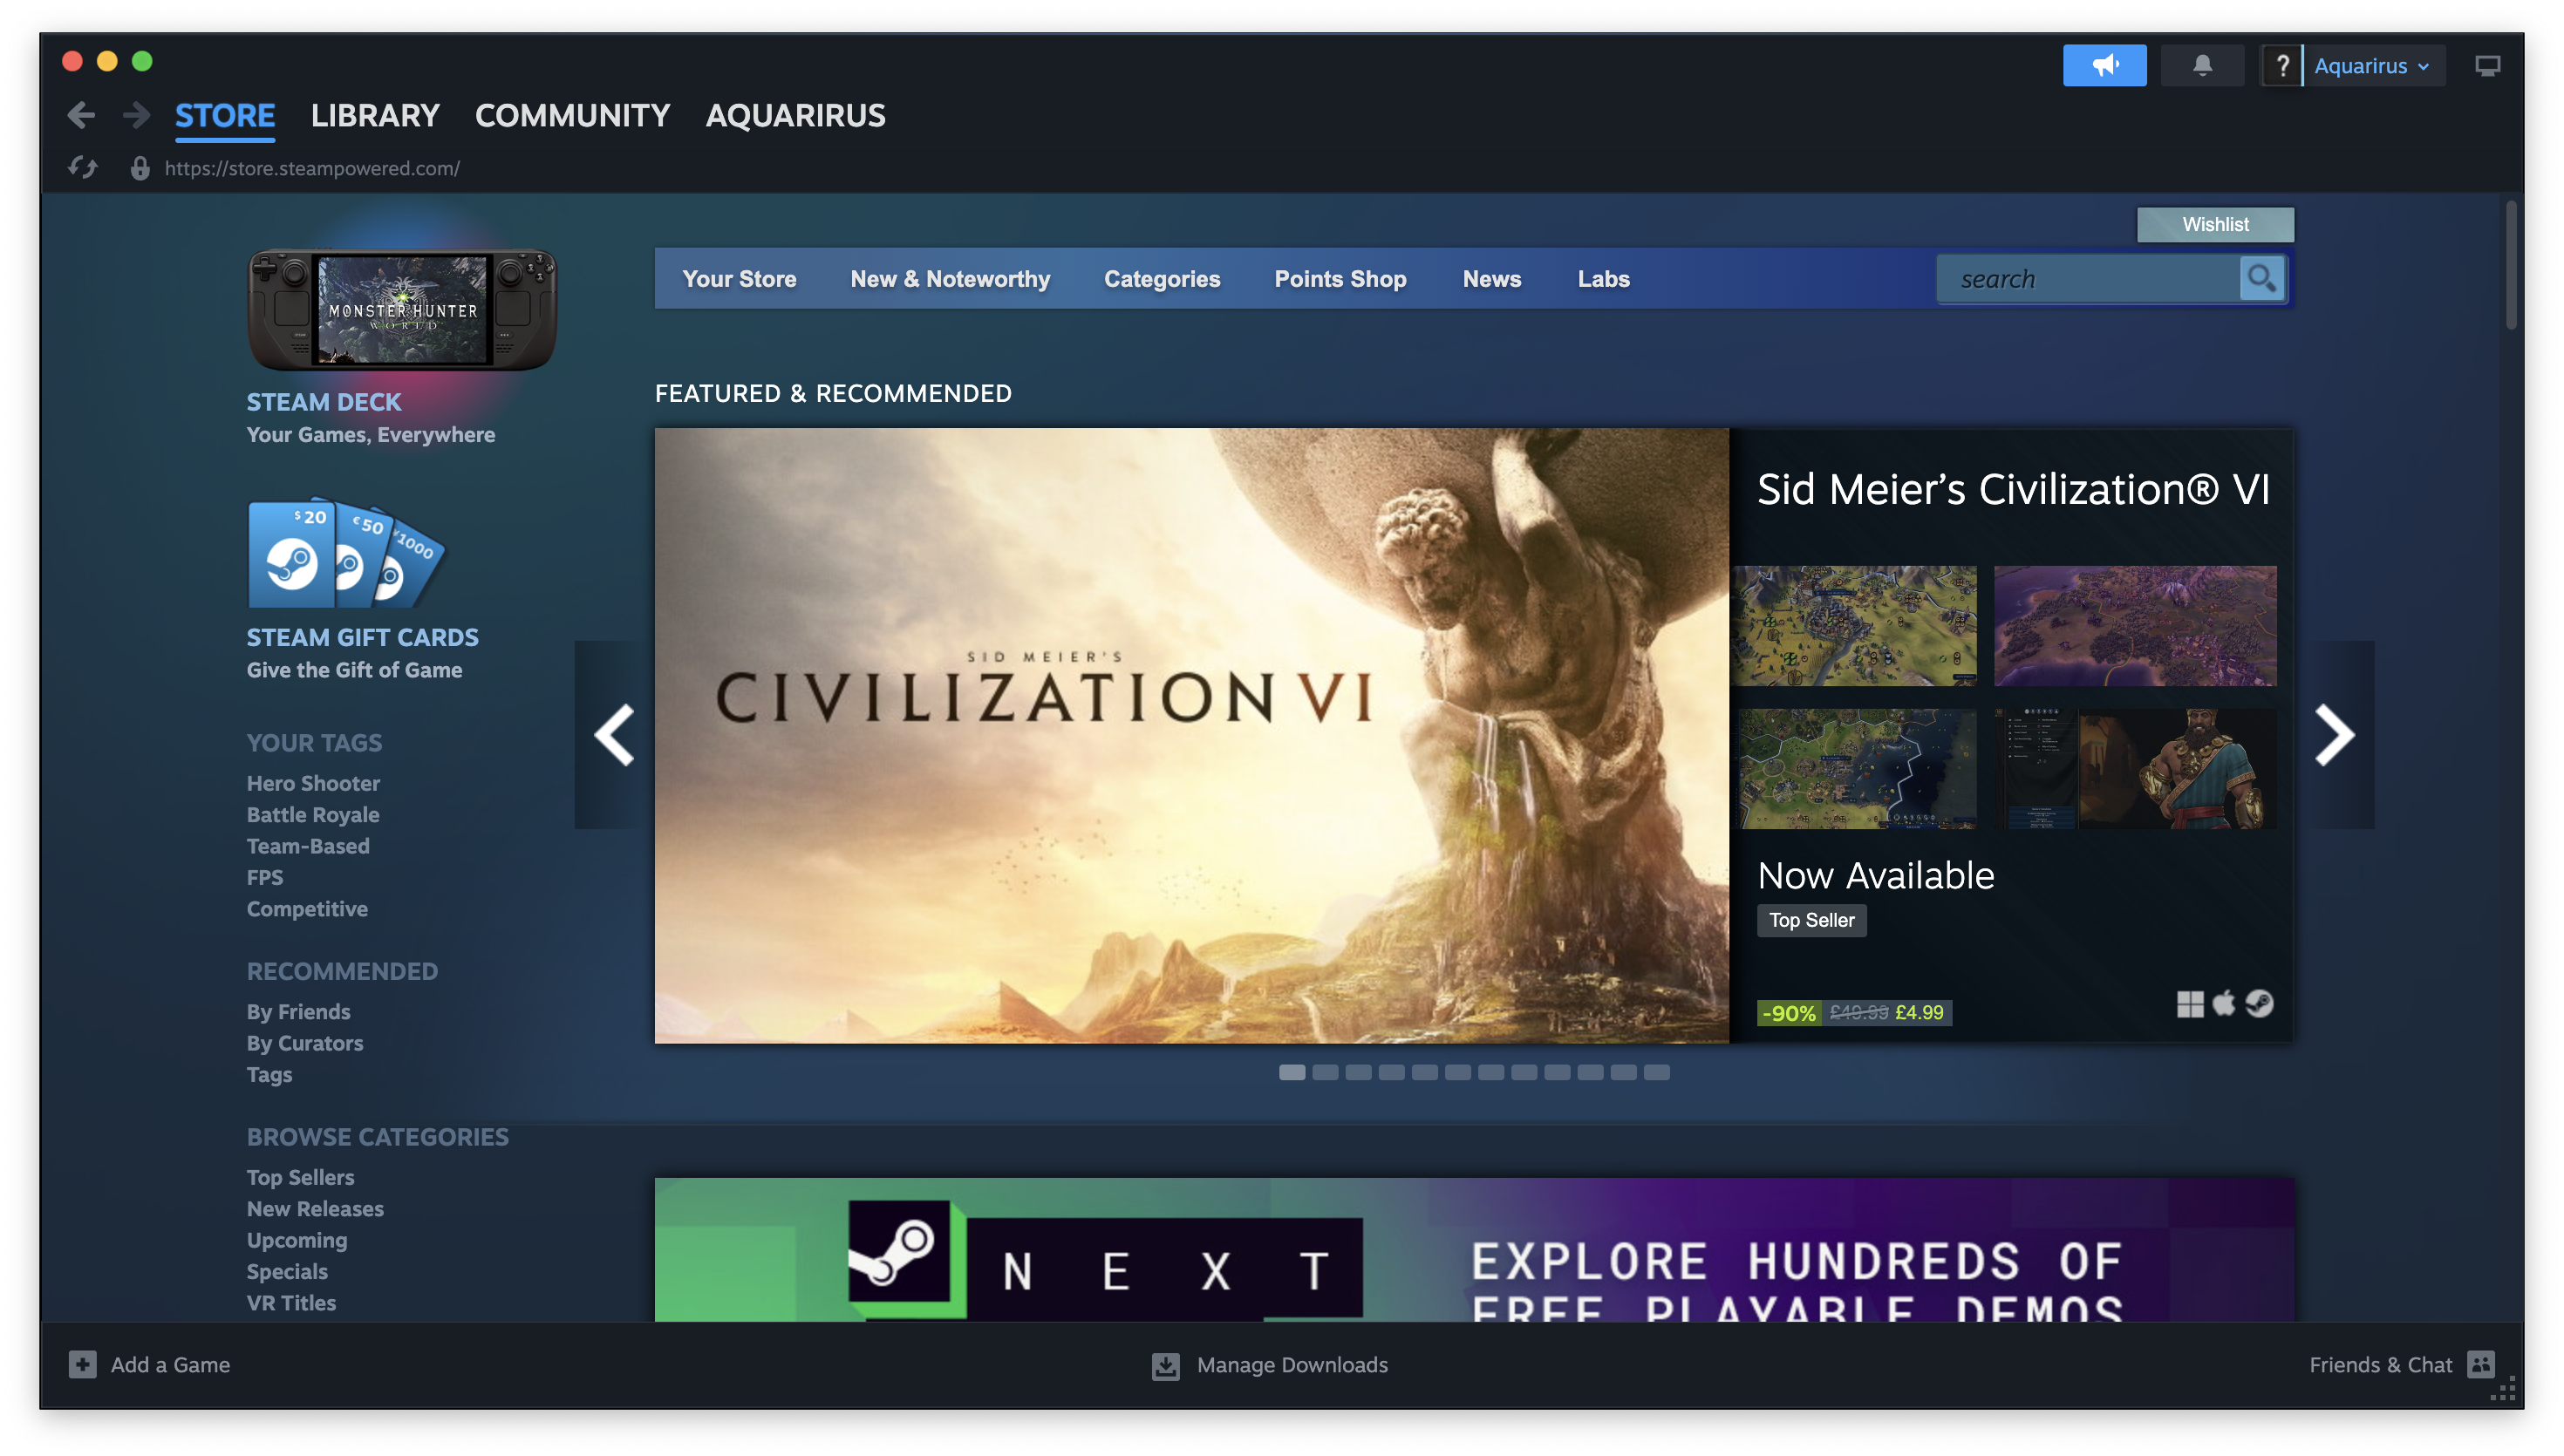 ? Aquarirus
STORE LIBRARY COMMUNITY AQUARIRUS
https://store.steampowered.com/
Wishlist
Your Store New & Noteworthy Categories Points Shop News Labs search
MONSTER HUNTER
WORLD
STEAM DECK
Your Games, Everywhere
$20 €50 ¥1000
STEAM GIFT CARDS
Give the Gift of Game
YOUR TAGS
Hero Shooter
Battle Royale
Team-Based
FPS
Competitive
RECOMMENDED
By Friends
By Curators
Tags
BROWSE CATEGORIES
Top Sellers
New Releases
Upcoming
Specials
VR Titles
FEATURED & RECOMMENDED
SID MEIER'S
CIVILIZATION VI
Sid Meier's Civilization® VI
Now Available
Top Seller
-90% £49.99 £4.99
NEXT
EXPLORE HUNDREDS OF
FREE PLAYABLE DEMOS
Add a Game Manage Downloads Friends & Chat